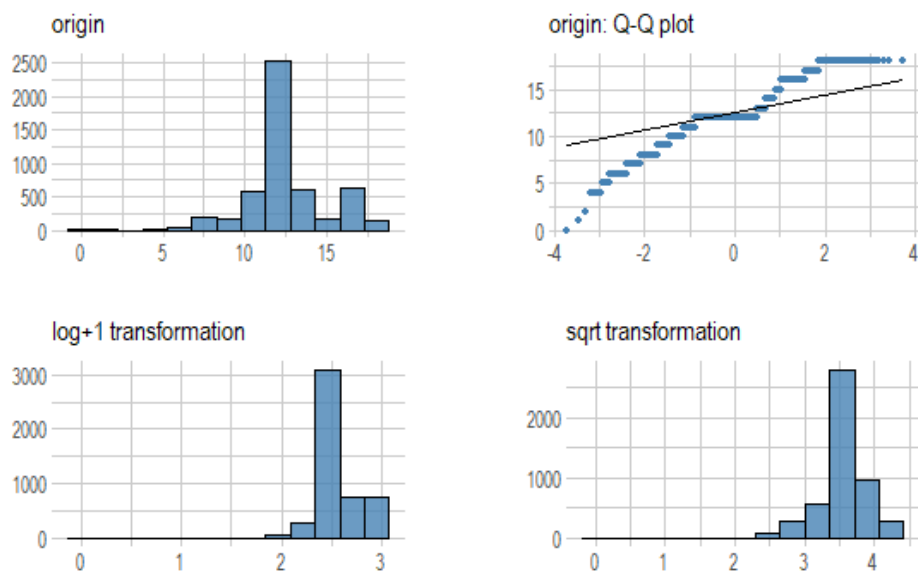 origin
2500
2000
1500
1000
500
0
0 5 10 15
origin: Q-Q plot
15
10
5
0
-4 -2 0 2 4
log+1 transformation
3000
2000
1000
0
0 1 2 3
sqrt transformation
2000
1000
0
0 1 2 3 4